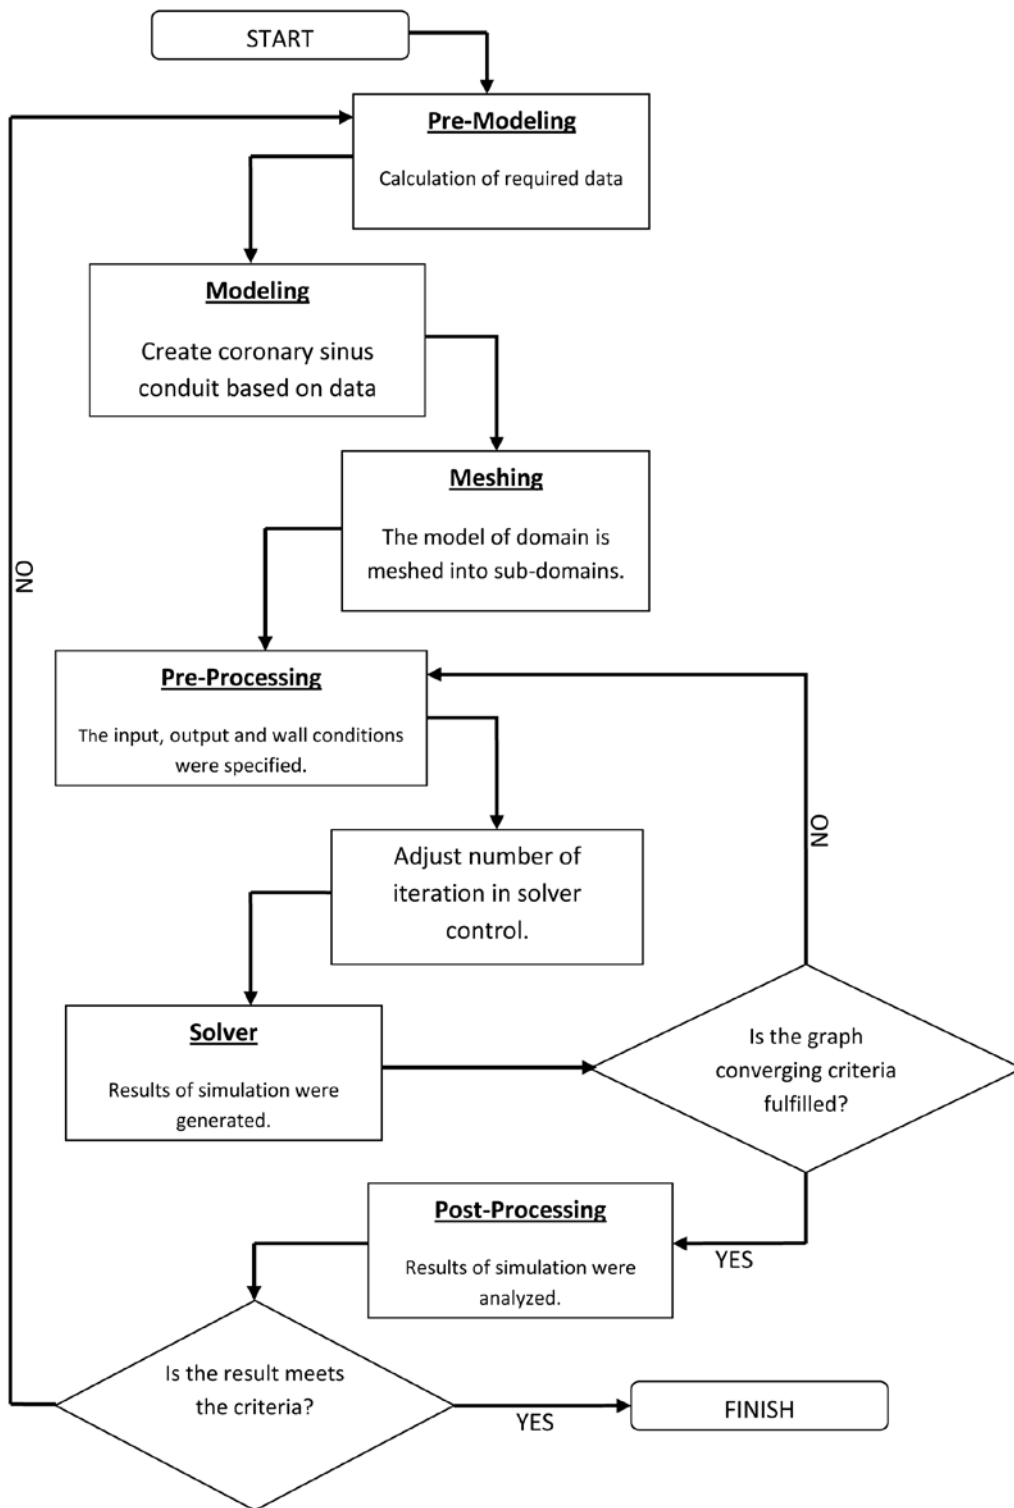 START
Pre-Modeling
Calculation of required data
Modeling
Create coronary sinus
conduit based on data
Meshing
The model of domain is
meshed into sub-domains.
NO
Pre-Processing
The input, output and wall conditions
were specified.
NO
Adjust number of
iteration in solver
control.
Solver
Results of simulation were
generated.
Is the graph
converging criteria
fulfilled?
YES
Post-Processing
Results of simulation were
analyzed.
Is the result meets
the criteria?
YES
FINISH